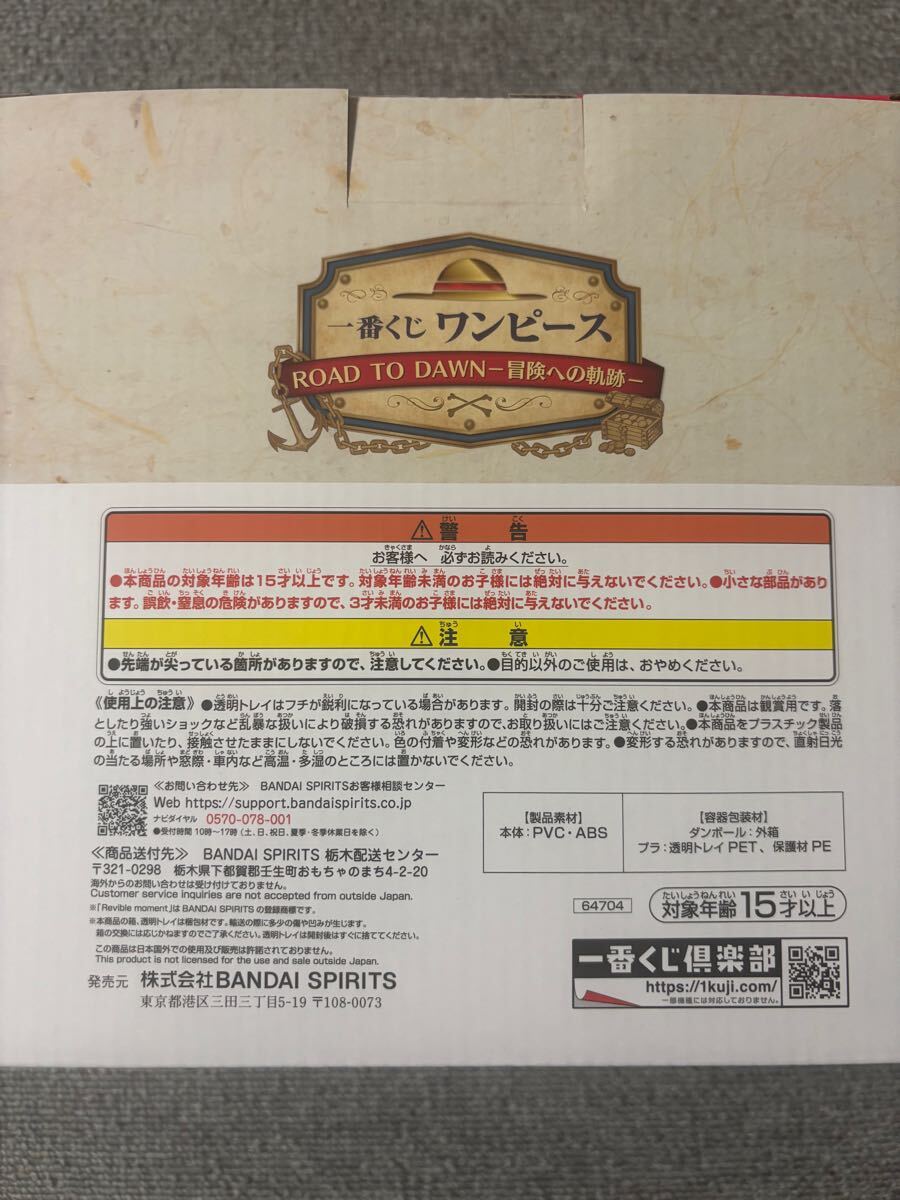 一番くじ ワンピース
ROAD TO DAWN－冒険への軌跡－
⚠警告
お客様へ 必ずお読みください。
●本商品の対象年齢は15才以上です。対象年齢未満のお子様には絶対に与えないでください。●小さな部品があり
ます。誤飲・窒息の危険がありますので、3才未満のお子様には絶対に与えないでください。
⚠注意
●先端が尖っている箇所がありますので、注意してください。●目的以外のご使用は、おやめください。
《使用上の注意》●透明トレイはフチが鋭利になっている場合があります。開封の際は十分ご注意ください。●本商品は観賞用です。落
としたり強いショックなど乱暴な扱いにより破損する恐れがありますので、お取り扱いにはご注意ください。●本商品をプラスチック製品
の上に置いたり、接触させたままにしないでください。色の付着や変形などの恐れがあります。●変形する恐れがありますので、直射日光
の当たる場所や窓際・車内など高温・多湿のところには置かないでください。
≪お問い合わせ先≫ BANDAI SPIRITSお客様相談センター
Web https://support.bandaispirits.co.jp
ナビダイヤル 0570-078-001
●受付時間 10時～17時(土、日、祝日、夏季・冬季休業日を除く)
≪商品送付先≫ BANDAI SPIRITS 栃木配送センター
〒321-0298 栃木県下都賀郡壬生町おもちゃのまち4-2-20
海外からのお問い合わせは受け付けておりません。
Customer service inquiries are not accepted from outside Japan.
※「Revible moment」は BANDAI SPIRITS の登録商標です。
※本商品の箱、透明トレイは梱包材です。輸送の際に多少の傷や凹みが生じます。
箱の交換には応じかねますのでご了承ください。透明トレイは開封後はすぐに捨ててください。
この商品は日本国外での使用及び販売は許諾されておりません。
This product is not licensed for the use and sale outside Japan.
発売元 株式会社BANDAI SPIRITS
東京都港区三田三丁目5-19 〒108-0073
【製品素材】
本体：PVC・ABS
【容器包装材】
ダンボール：外箱
プラ：透明トレイ PET 、保護材 PE
64704
対象年齢15才以上
一番くじ倶楽部
https://1kuji.com/
一部機種には対応しておりません。